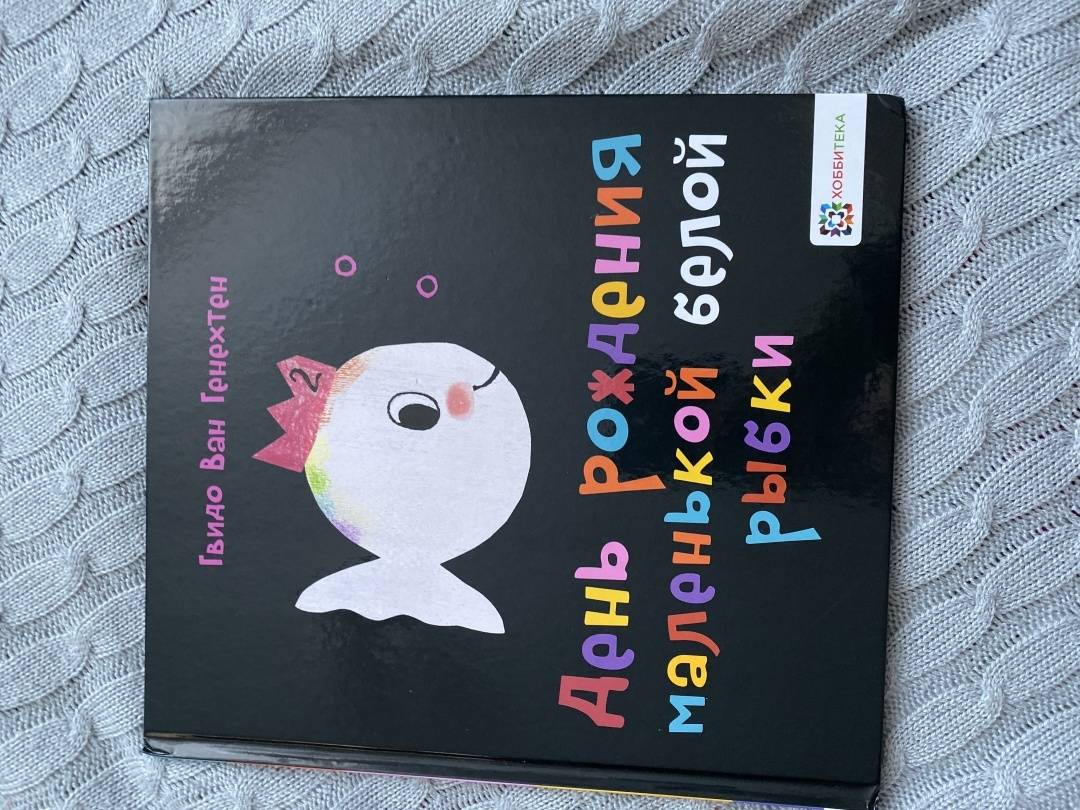 Гвидо Ван Генехтен
2
День рождения
маленькой белой
рыбки
ХОББИТЕКА